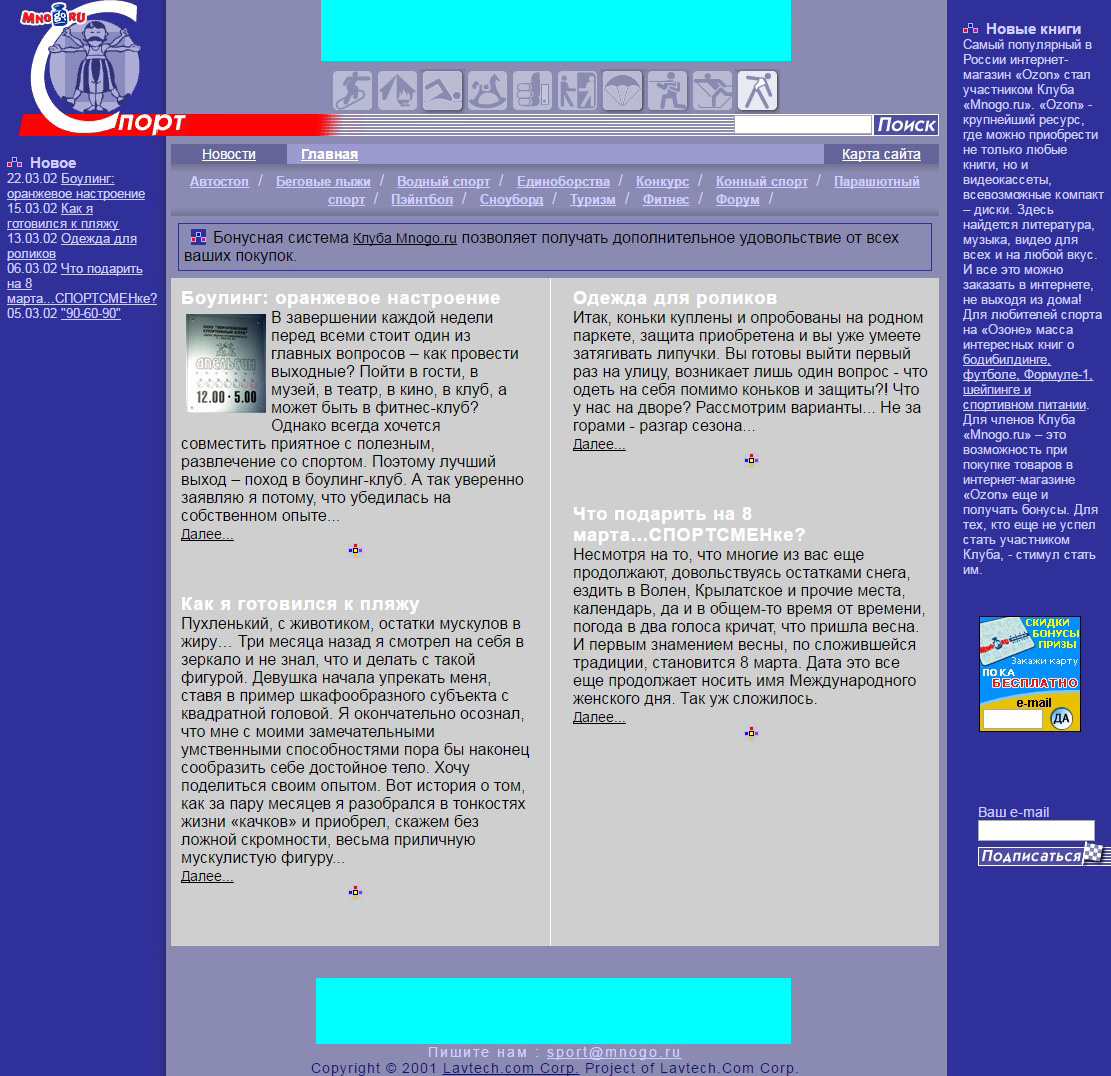 MNOGO.RU
Спорт
Поиск
Новости
Главная
Карта сайта
Автостоп / Беговые лыжи / Водный спорт / Единоборства / Конкурс / Конный спорт / Парашютный
спорт / Пэйнтбол / Сноуборд / Туризм / Фитнес / Форум /
Бонусная система Клуба Mnogo.ru позволяет получать дополнительное удовольствие от всех
ваших покупок.
Новое
22.03.02 Боулинг:
оранжевое настроение
15.03.02 Как я
готовился к пляжу
13.03.02 Одежда для
роликов
06.03.02 Что подарить
на 8
марта...СПОРТСМЕНке?
05.03.02 "90-60-90"
Боулинг: оранжевое настроение
АПЕЛЬСИН
12.00 - 5.00
В завершении каждой недели
перед всеми стоит один из
главных вопросов – как провести
выходные? Пойти в гости, в
музей, в театр, в кино, в клуб, а
может быть в фитнес-клуб?
Однако всегда хочется
совместить приятное с полезным,
развлечение со спортом. Поэтому лучший
выход – поход в боулинг-клуб. А так уверенно
заявляю я потому, что убедилась на
собственном опыте...
Далее...
Как я готовился к пляжу
Пухленький, с животиком, остатки мускулов в
жиру… Три месяца назад я смотрел на себя в
зеркало и не знал, что и делать с такой
фигурой. Девушка начала упрекать меня,
ставя в пример шкафообразного субъекта с
квадратной головой. Я окончательно осознал,
что мне с моими замечательными
умственными способностями пора бы наконец
сообразить себе достойное тело. Хочу
поделиться своим опытом. Вот история о том,
как за пару месяцев я разобрался в тонкостях
жизни «качков» и приобрел, скажем без
ложной скромности, весьма приличную
мускулистую фигуру...
Далее...
Одежда для роликов
Итак, коньки куплены и опробованы на родном
паркете, защита приобретена и вы уже умеете
затягивать липучки. Вы готовы выйти первый
раз на улицу, возникает лишь один вопрос - что
одеть на себя помимо коньков и защиты?! Что
у нас на дворе? Рассмотрим варианты... Не за
горами - разгар сезона...
Далее...
Что подарить на 8
марта...СПОРТСМЕНке?
Несмотря на то, что многие из вас еще
продолжают, довольствуясь остатками снега,
ездить в Волен, Крылатское и прочие места,
календарь, да и в общем-то время от времени,
погода в два голоса кричат, что пришла весна.
И первым знамением весны, по сложившейся
традиции, становится 8 марта. Дата это все
еще продолжает носить имя Международного
женского дня. Так уж сложилось.
Далее...
Новые книги
Самый популярный в
России интернет-
магазин «Ozon» стал
участником Клуба
«Mnogo.ru». «Ozon» -
крупнейший ресурс,
где можно приобрести
не только любые
книги, но и
видеокассеты,
всевозможные компакт
– диски. Здесь
найдется литература,
музыка, видео для
всех и на любой вкус.
И все это можно
заказать в интернете,
не выходя из дома!
Для любителей спорта
на «Озоне» масса
интересных книг о
бодибилдинге,
футболе, Формуле-1,
шейпинге и
спортивном питании.
Для членов Клуба
«Mnogo.ru» – это
возможность при
покупке товаров в
интернет-магазине
«Ozon» еще и
получать бонусы. Для
тех, кто еще не успел
стать участником
Клуба, - стимул стать
им.
СКИДКИ
БОНУСЫ
ПРИЗЫ
MNOGO.RU
Закажи карту
ПОКА
БЕСПЛАТНО
e-mail
ДА
Ваш e-mail
Подписаться
Пишите нам : sport@mnogo.ru
Copyright © 2001 Lavtech.com Corp. Project of Lavtech.Com Corp.